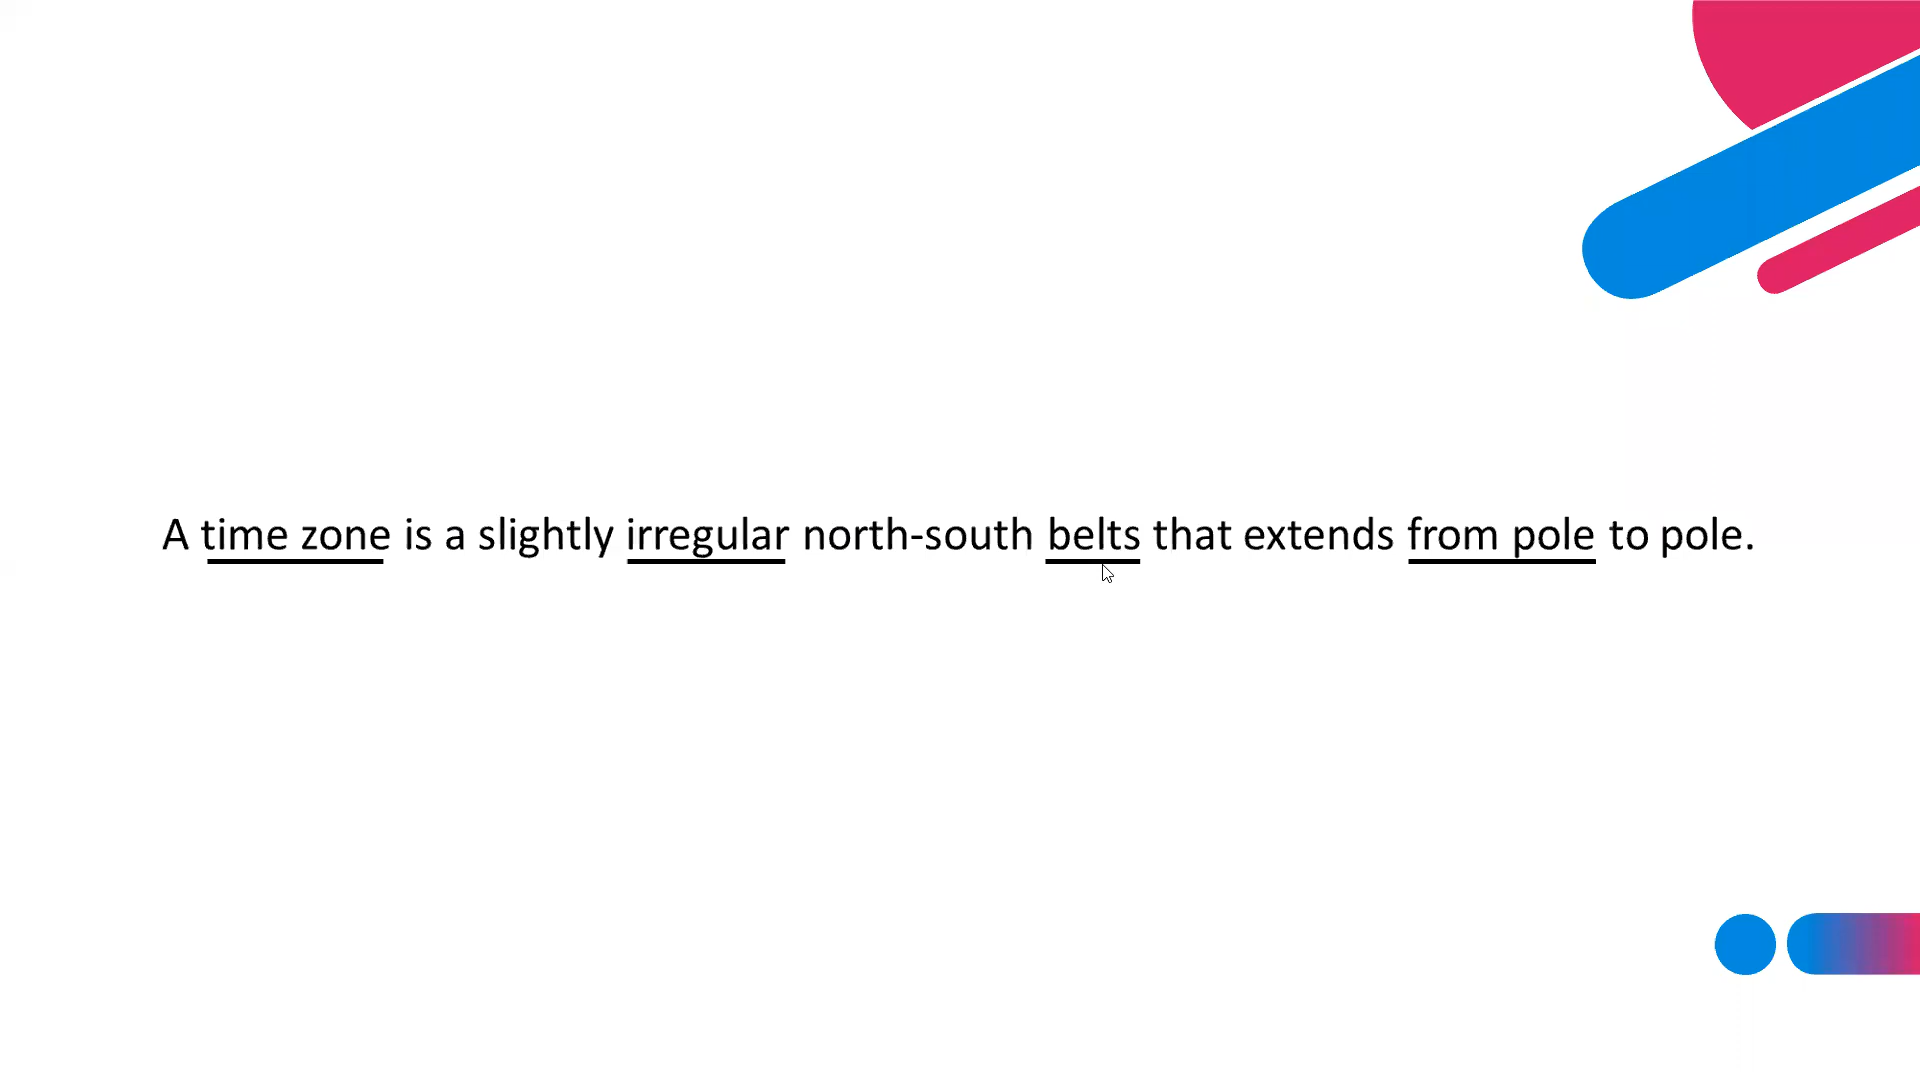 A time zone is a slightly irregular north-south belts that extends from pole to pole.